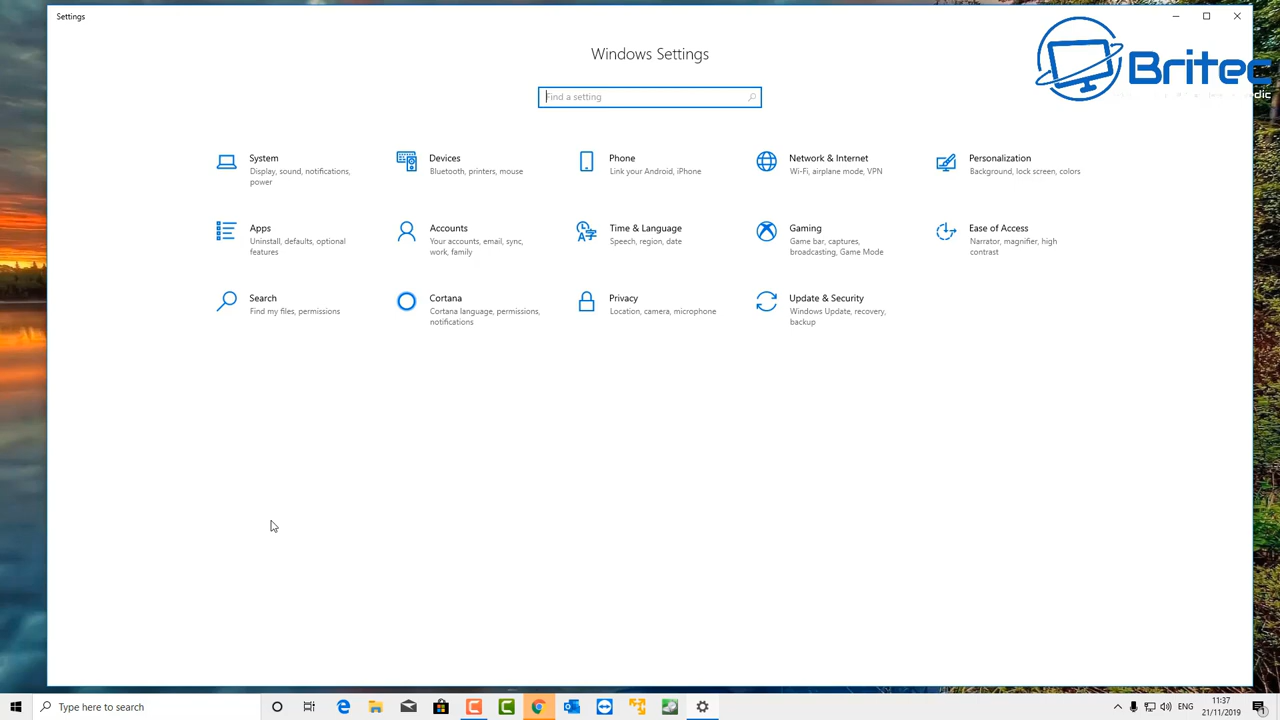 Settings
Windows Settings
Britec
edic
Find a setting
System
Display, sound, notifications,
power
Devices
Bluetooth, printers, mouse
Phone
Link your Android, iPhone
Network & Internet
Wi-Fi, airplane mode, VPN
Personalization
Background, lock screen, colors
Apps
Uninstall, defaults, optional
features
Accounts
Your accounts, email, sync,
work, family
Time & Language
Speech, region, date
Gaming
Game bar, captures,
broadcasting, Game Mode
Ease of Access
Narrator, magnifier, high
contrast
Search
Find my files, permissions
Cortana
Cortana language, permissions,
notifications
Privacy
Location, camera, microphone
Update & Security
Windows Update, recovery,
backup
Type here to search
ENG
11:37
21/11/2019
1